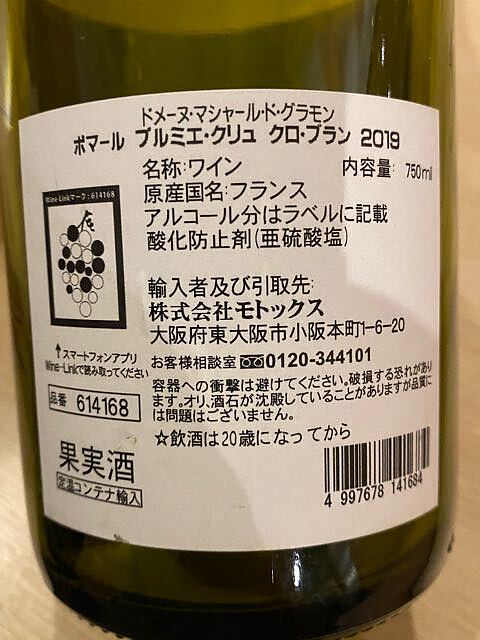 ドメーヌ・マシャール・ド・グラモン
ポマール プルミエ・クリュ クロ・ブラン 2019
名称:ワイン 内容量: 750ml
原産国名:フランス
アルコール分はラベルに記載
酸化防止剤(亜硫酸塩)
Wine-Linkマーク:614168
輸入者及び引取先:
株式会社モトックス
大阪府東大阪市小阪本町1-6-20
↑スマートフォンアプリ
Wine-Linkで読み取ってください
お客様相談室 0120-344101
容器への衝撃は避けてください。破損する恐れがあり
ます。オリ、酒石が沈殿していることがありますが品質に
は問題はございません。
品番 614168
☆飲酒は20歳になってから
果実酒
定温コンテナ輸入
4 997678 141684